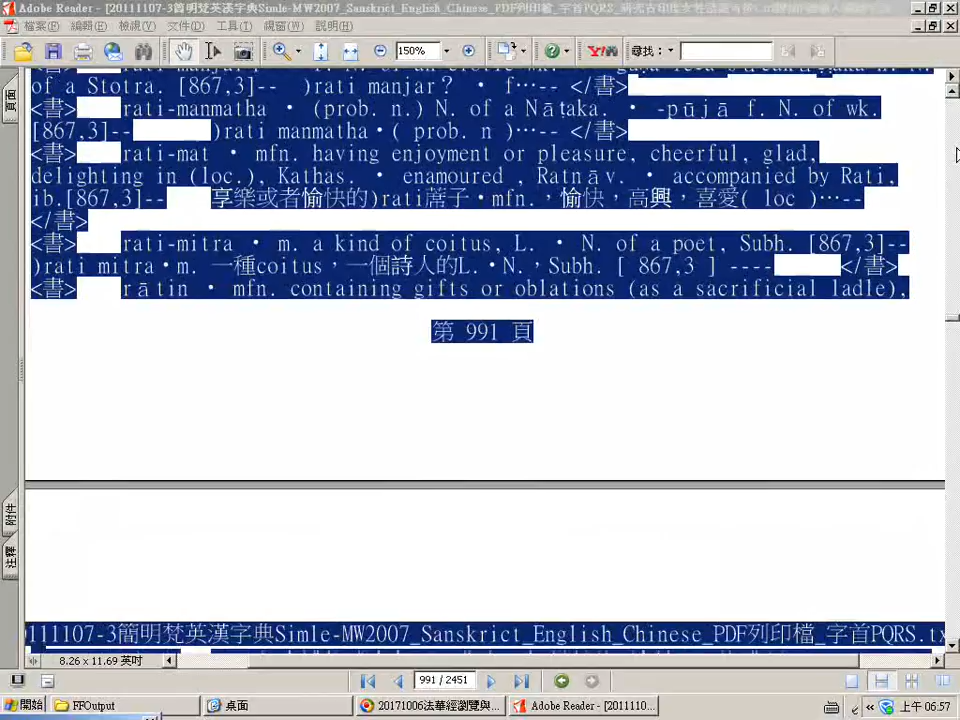 Adobe Reader - [20111107-3簡明梵英漢字典Simle-MW2007_Sanskrict_English_Chinese_PDF列印檔_字首PQRS
檔案(F) 編輯(E) 檢視(V) 文件(D) 工具(T) 視窗(W) 說明(H)
150% 尋找:
頁面
of a Stotra. [867,3]-- )rati manjar? • f…-- </書>
<書> rati-manmatha • (prob. n.) N. of a Nāṭaka. • -pūjā f. N. of wk.
[867,3]-- )rati manmatha•( prob. n )…-- </書>
<書> rati-mat • mfn. having enjoyment or pleasure, cheerful, glad,
delighting in (loc.), Kathas. • enamoured , Ratnāv. • accompanied by Rati,
ib.[867,3]-- 享樂或者愉快的)rati蓆子•mfn.，愉快，高興，喜愛( loc )…--
</書>
<書> rati-mitra • m. a kind of coitus, L. • N. of a poet, Subh. [867,3]--
)rati mitra•m. 一種coitus，一個詩人的L.•N.，Subh. [ 867,3 ] ---- </書>
<書> rātin • mfn. containing gifts or oblations (as a sacrificial ladle),
第 991 頁
附件
注釋
111107-3簡明梵英漢字典Simle-MW2007_Sanskrict_English_Chinese_PDF列印檔_字首PQRS.tx
8.26 x 11.69 英吋
991 / 2451
開始 FFOutput 桌面 20171006法華經瀏覽與... Adobe Reader - [2011110... 上午 06:57